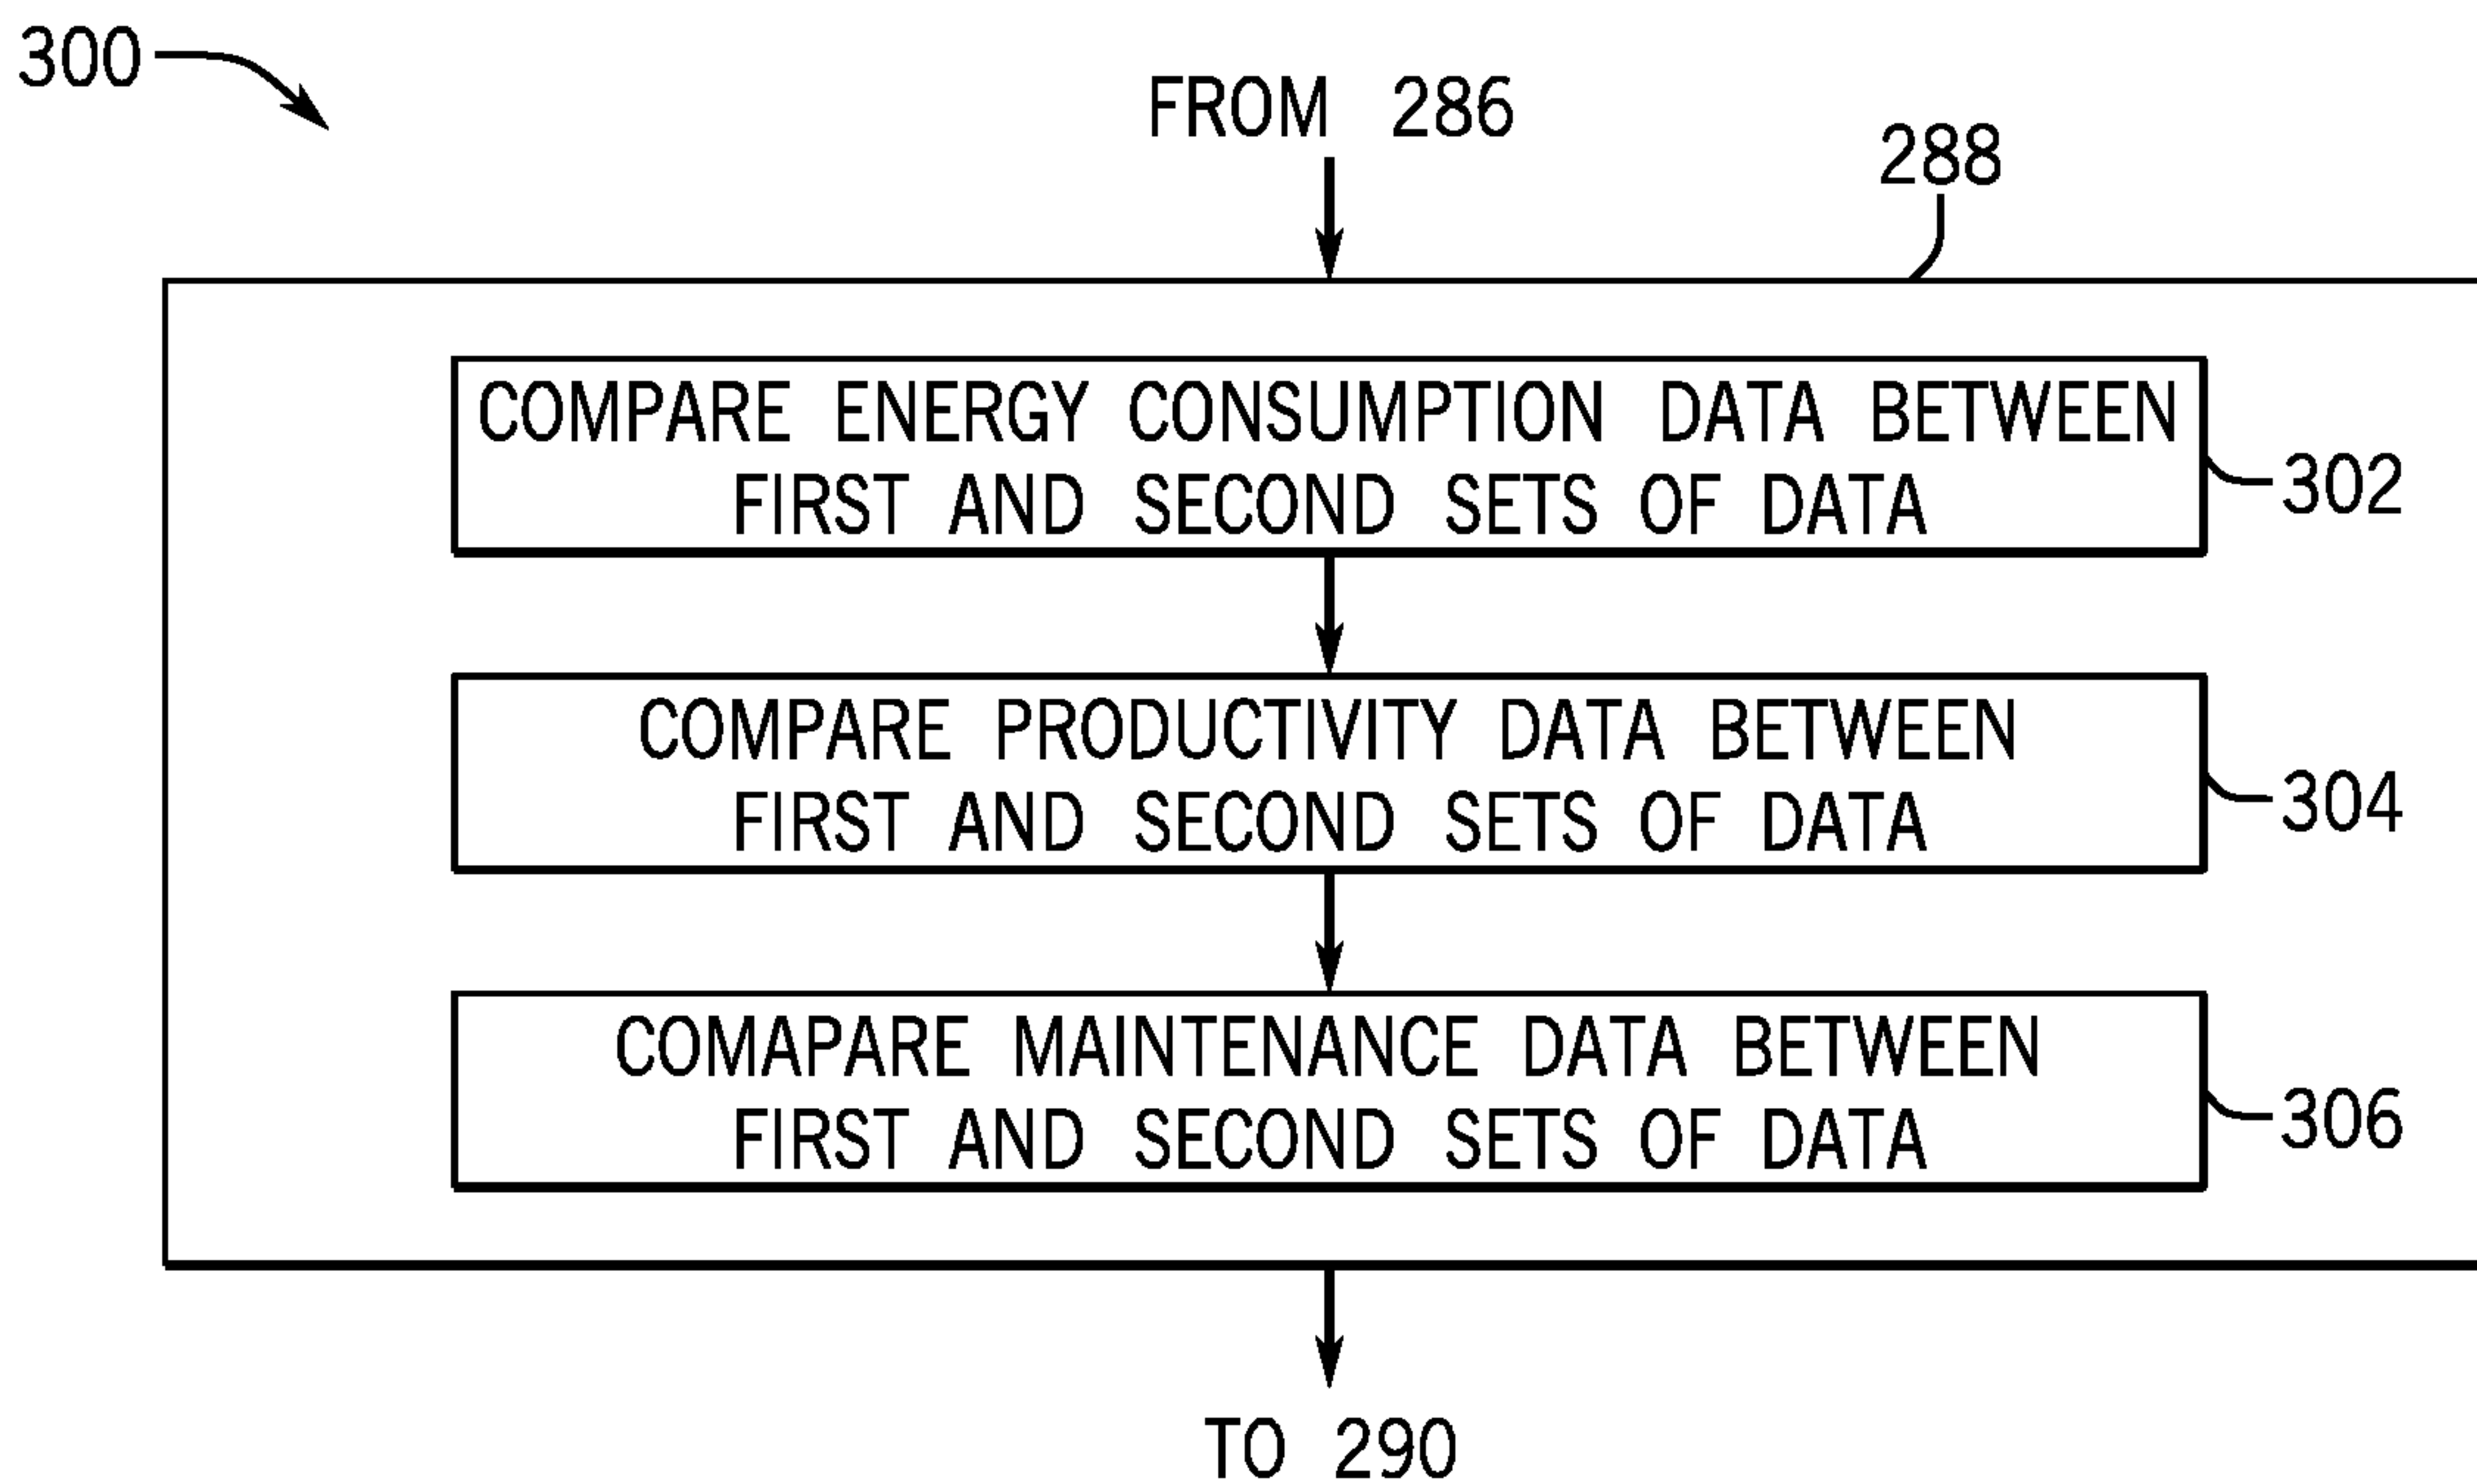 300
FROM 286
288
COMPARE ENERGY CONSUMPTION DATA BETWEEN
FIRST AND SECOND SETS OF DATA
302
COMPARE PRODUCTIVITY DATA BETWEEN
FIRST AND SECOND SETS OF DATA
304
COMAPARE MAINTENANCE DATA BETWEEN
FIRST AND SECOND SETS OF DATA
306
TO 290